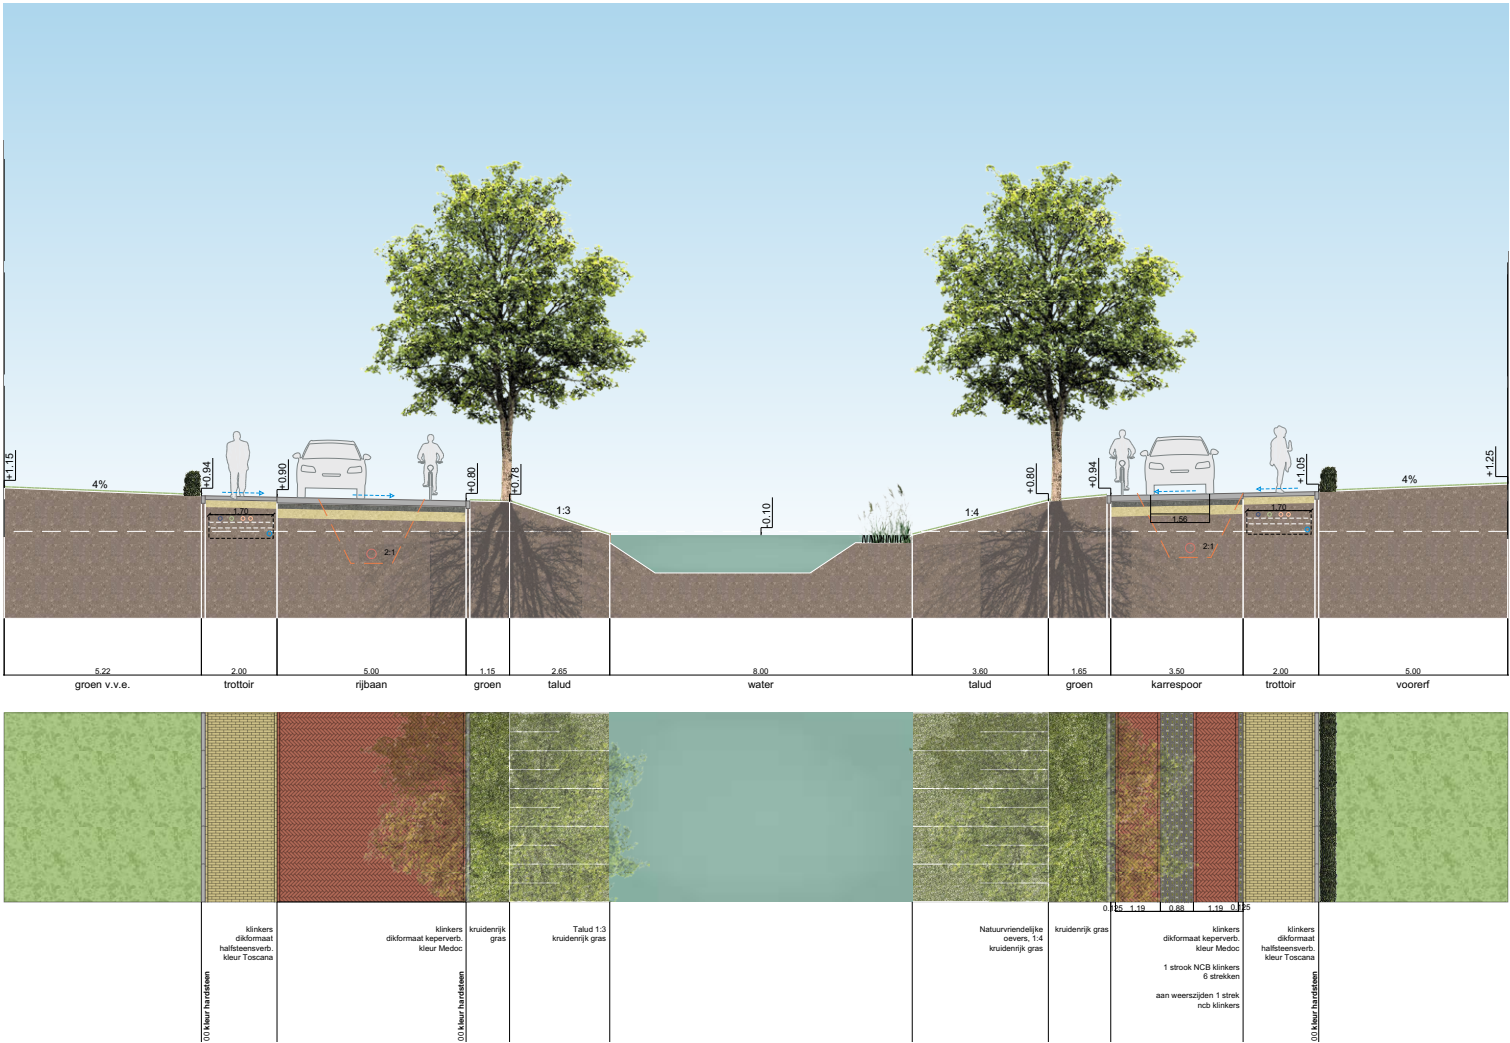 +1.15
4%
+0.94
+0.90
+0.80
+0.78
1:3
-0.10
+0.80
1:4
+0.94
+1.05
4%
+1.25
1.70
2:1
1.56
2:1
1.70
5.22
2.00
5.00
1.15
2.65
8.00
3.60
1.65
3.50
2.00
5.00
groen v.v.e.
trottoir
rijbaan
groen
talud
water
talud
groen
karrespoor
trottoir
voorerf
0.125
1.19
0.88
1.19
0.125
klinkers
dikformaat
halfsteensverb.
kleur Toscana
klinkers
dikformaat keperverb.
kleur Medoc
kruidenrijk
gras
Talud 1:3
kruidenrijk gras
Natuurvriendelijke
oevers, 1:4
kruidenrijk gras
kruidenrijk gras
klinkers
dikformaat keperverb.
kleur Medoc
1 strook NCB klinkers
6 strekken
aan weerszijden 1 strek
ncb klinkers
klinkers
dikformaat
halfsteensverb.
kleur Toscana
00 kleur hardsteen
00 kleur hardsteen
00 kleur hardsteen